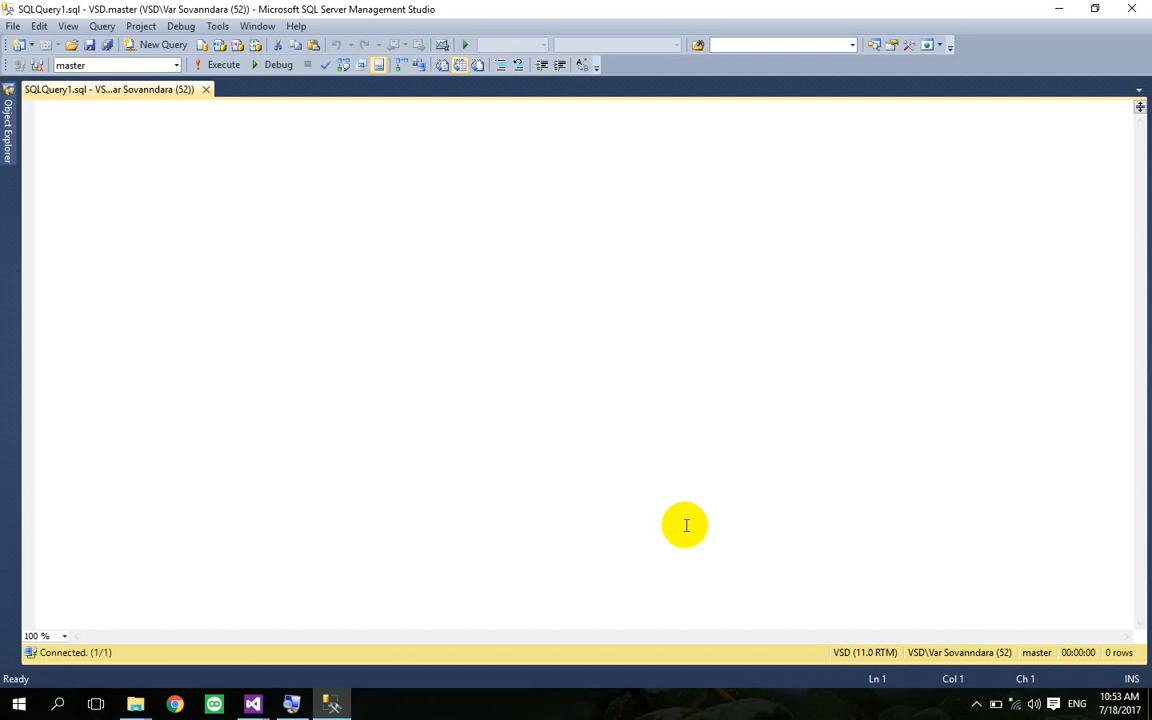 SQLQuery1.sql - VSD.master (VSD\Var Sovanndara (52)) - Microsoft SQL Server Management Studio
File Edit View Query Project Debug Tools Window Help
New Query
master Execute Debug
SQLQuery1.sql - VS...ar Sovanndara (52))
Object Explorer
100 %
Connected. (1/1) VSD (11.0 RTM) VSD\Var Sovanndara (52) master 00:00:00 0 rows
Ready Ln 1 Col 1 Ch 1 INS
ENG 10:53 AM
7/18/2017